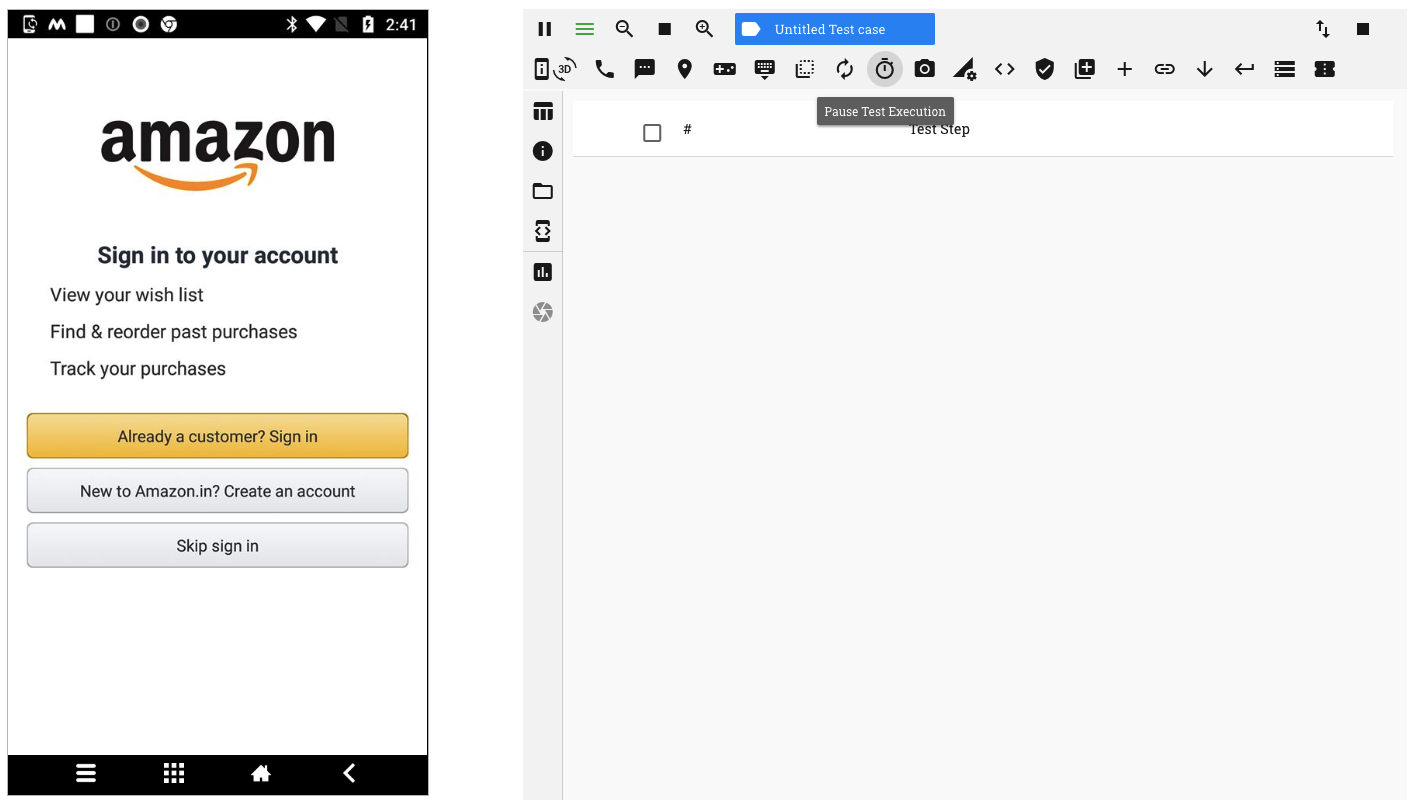 2:41
amazon
Sign in to your account
View your wish list
Find & reorder past purchases
Track your purchases
Already a customer? Sign in
New to Amazon.in? Create an account
Skip sign in
Untitled Test case
3D
Pause Test Execution
#
Test Step